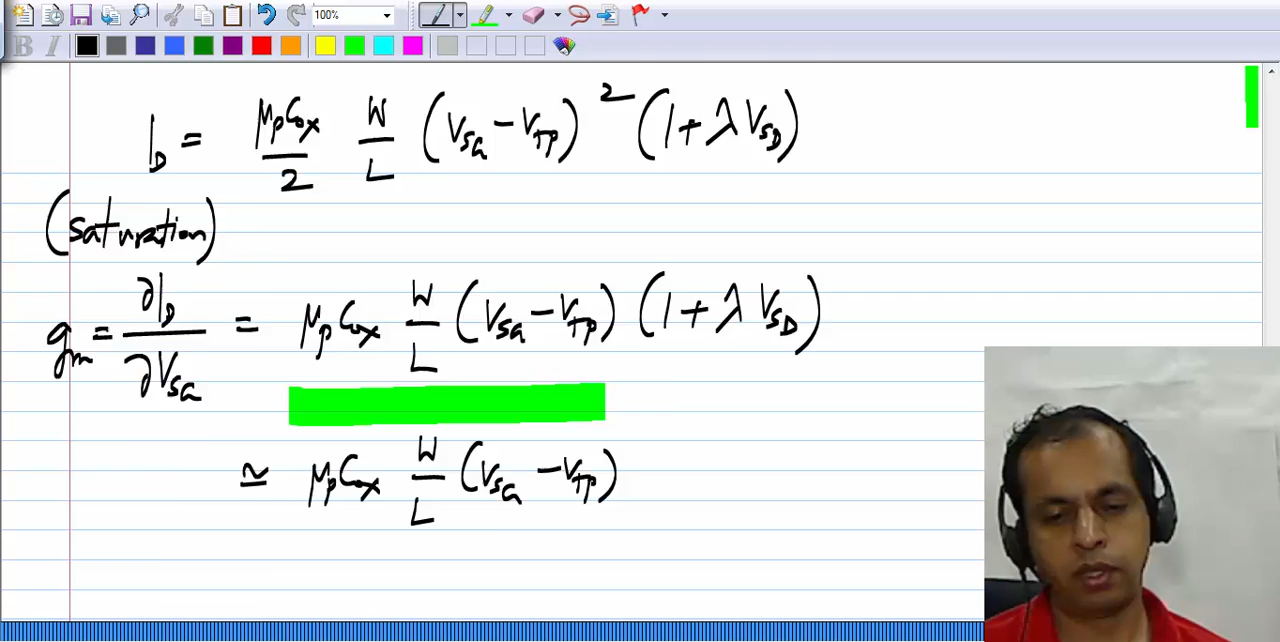 100%
B I
I_D = μ_p C_ox / 2 W/L (V_SG − V_TP)^2 (1 + λ V_SD)
(saturation)
g_m = ∂I_D / ∂V_SG = μ_p C_ox W/L (V_SG − V_TP) (1 + λ V_SD)
≅ μ_p C_ox W/L (V_SG − V_TP)